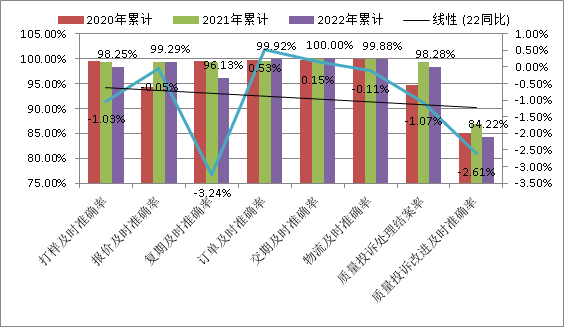 2020年累计 2021年累计 2022年累计 线性 (22同比)
105.00%
100.00%
95.00%
90.00%
85.00%
80.00%
75.00%
98.25% 99.29% 96.13% 99.92% 100.00% 99.88% 98.28% 84.22%
-1.03% -0.05% -3.24% 0.53% 0.15% -0.11% -1.07% -2.61%
1.00%
0.50%
0.00%
-0.50%
-1.00%
-1.50%
-2.00%
-2.50%
-3.00%
-3.50%
打样及时准确率
报价及时准确率
复期及时准确率
订单及时准确率
交期及时准确率
物流及时准确率
质量投诉处理结案率
质量投诉改进及时准确率